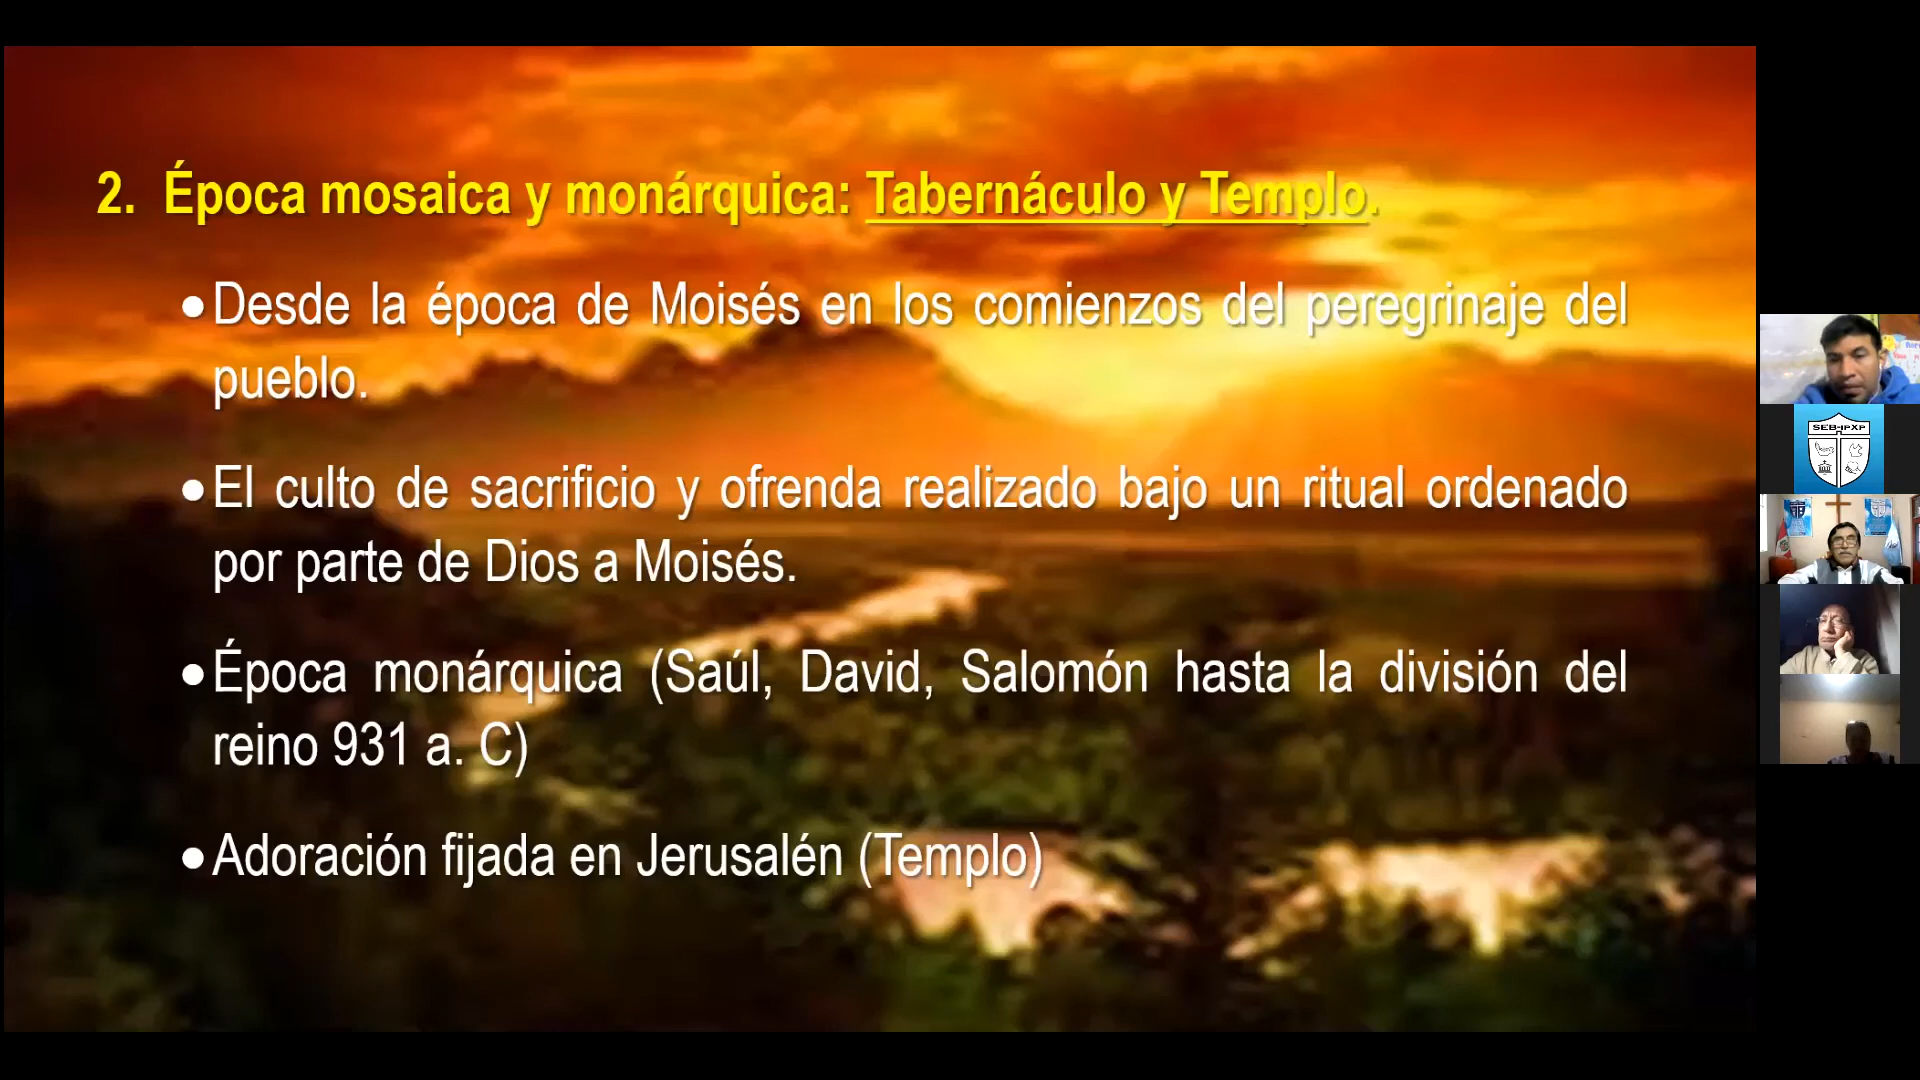 2. Época mosaica y monárquica: Tabernáculo y Templo.
•Desde la época de Moisés en los comienzos del peregrinaje del
pueblo.
•El culto de sacrificio y ofrenda realizado bajo un ritual ordenado
por parte de Dios a Moisés.
•Época monárquica (Saúl, David, Salomón hasta la división del
reino 931 a. C)
•Adoración fijada en Jerusalén (Templo)
SEB-IPXP